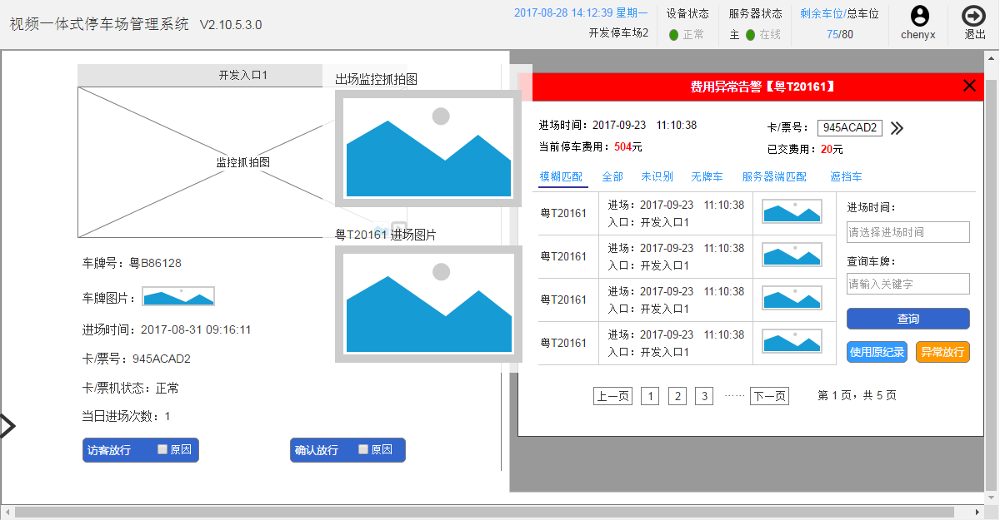 视频一体式停车场管理系统 V2.10.5.3.0
2017-08-28 14:12:39 星期一
开发停车场2
设备状态
正常
服务器状态
主 在线
剩余车位/总车位
75/80
chenyx
退出
开发入口1
监控抓拍图
车牌号：粤B86128
车牌图片：
进场时间：2017-08-31 09:16:11
卡/票号：945ACAD2
卡/票机状态：正常
当日进场次数：1
访客放行 原因
确认放行 原因
出场监控抓拍图
粤T20161 进场图片
费用异常告警【粤T20161】
进场时间：2017-09-23 11:10:38
卡/票号： 945ACAD2
当前停车费用：504元
已交费用：20元
模糊匹配 全部 未识别 无牌车 服务器端匹配 遮挡车
粤T20161
进场：2017-09-23 11:10:38
入口：开发入口1
粤T20161
进场：2017-09-23 11:10:38
入口：开发入口1
粤T20161
进场：2017-09-23 11:10:38
入口：开发入口1
粤T20161
进场：2017-09-23 11:10:38
入口：开发入口1
进场时间：
请选择进场时间
查询车牌：
请输入关键字
查询
使用原纪录 异常放行
上一页 1 2 3 …… 下一页 第 1 页，共 5 页